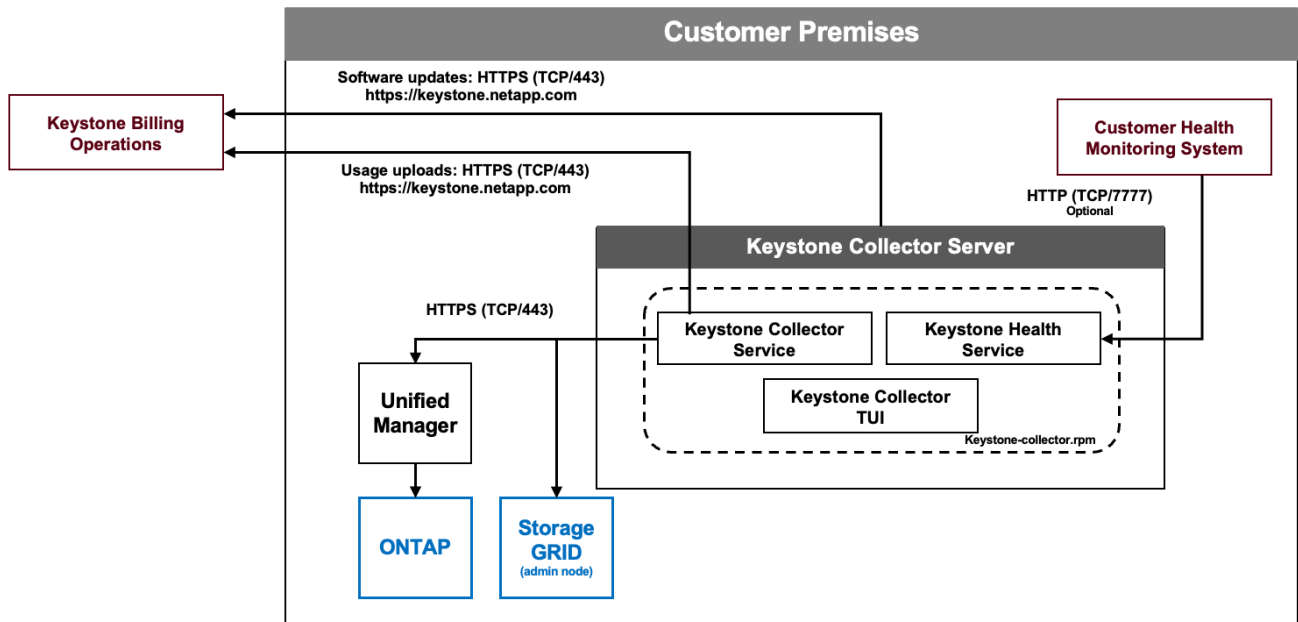 Customer Premises
Software updates: HTTPS (TCP/443)
https://keystone.netapp.com
Keystone Billing
Operations
Customer Health
Monitoring System
Usage uploads: HTTPS (TCP/443)
https://keystone.netapp.com
HTTP (TCP/7777)
Optional
Keystone Collector Server
HTTPS (TCP/443)
Keystone Collector
Service
Keystone Health
Service
Keystone Collector
TUI
Keystone-collector.rpm
Unified
Manager
ONTAP
Storage
GRID
(admin node)